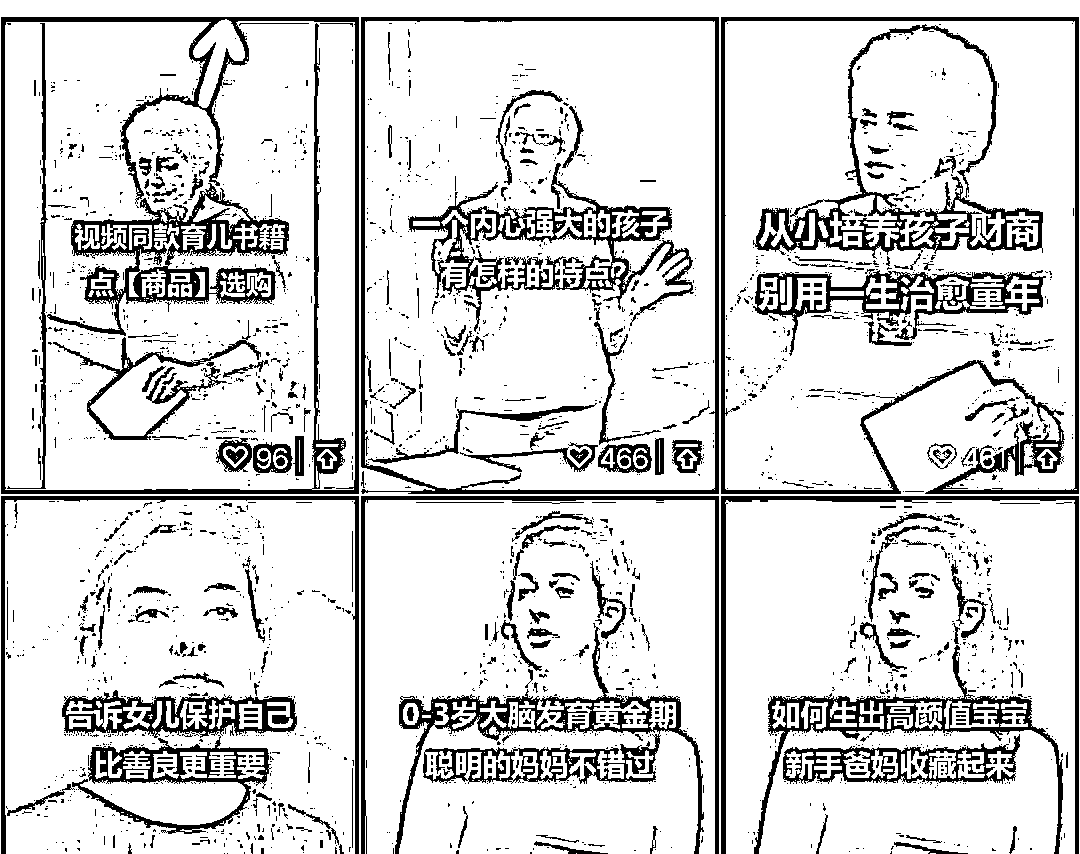 视频同款育儿书籍
点【商品】选购
96
一个内心强大的孩子
有怎样的特点?
466
从小培养孩子财商
别用一生治愈童年
461
告诉女儿保护自己
比善良更重要
0-3岁大脑发育黄金期
聪明的妈妈不错过
如何生出高颜值宝宝
新手爸妈收藏起来